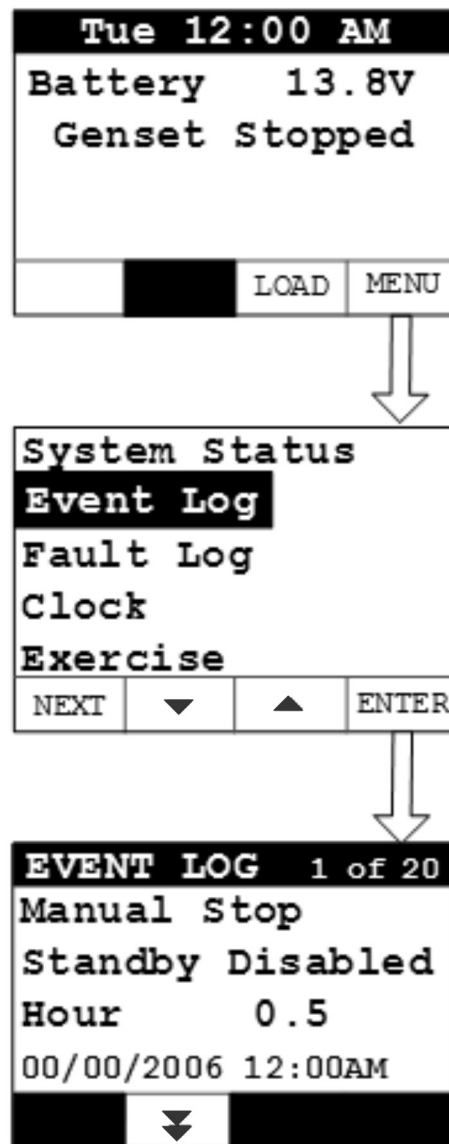 Tue 12:00 AM
Battery 13.8V
Genset Stopped
LOAD MENU
System Status
Event Log
Fault Log
Clock
Exercise
NEXT ENTER
EVENT LOG 1 of 20
Manual Stop
Standby Disabled
Hour 0.5
00/00/2006 12:00AM